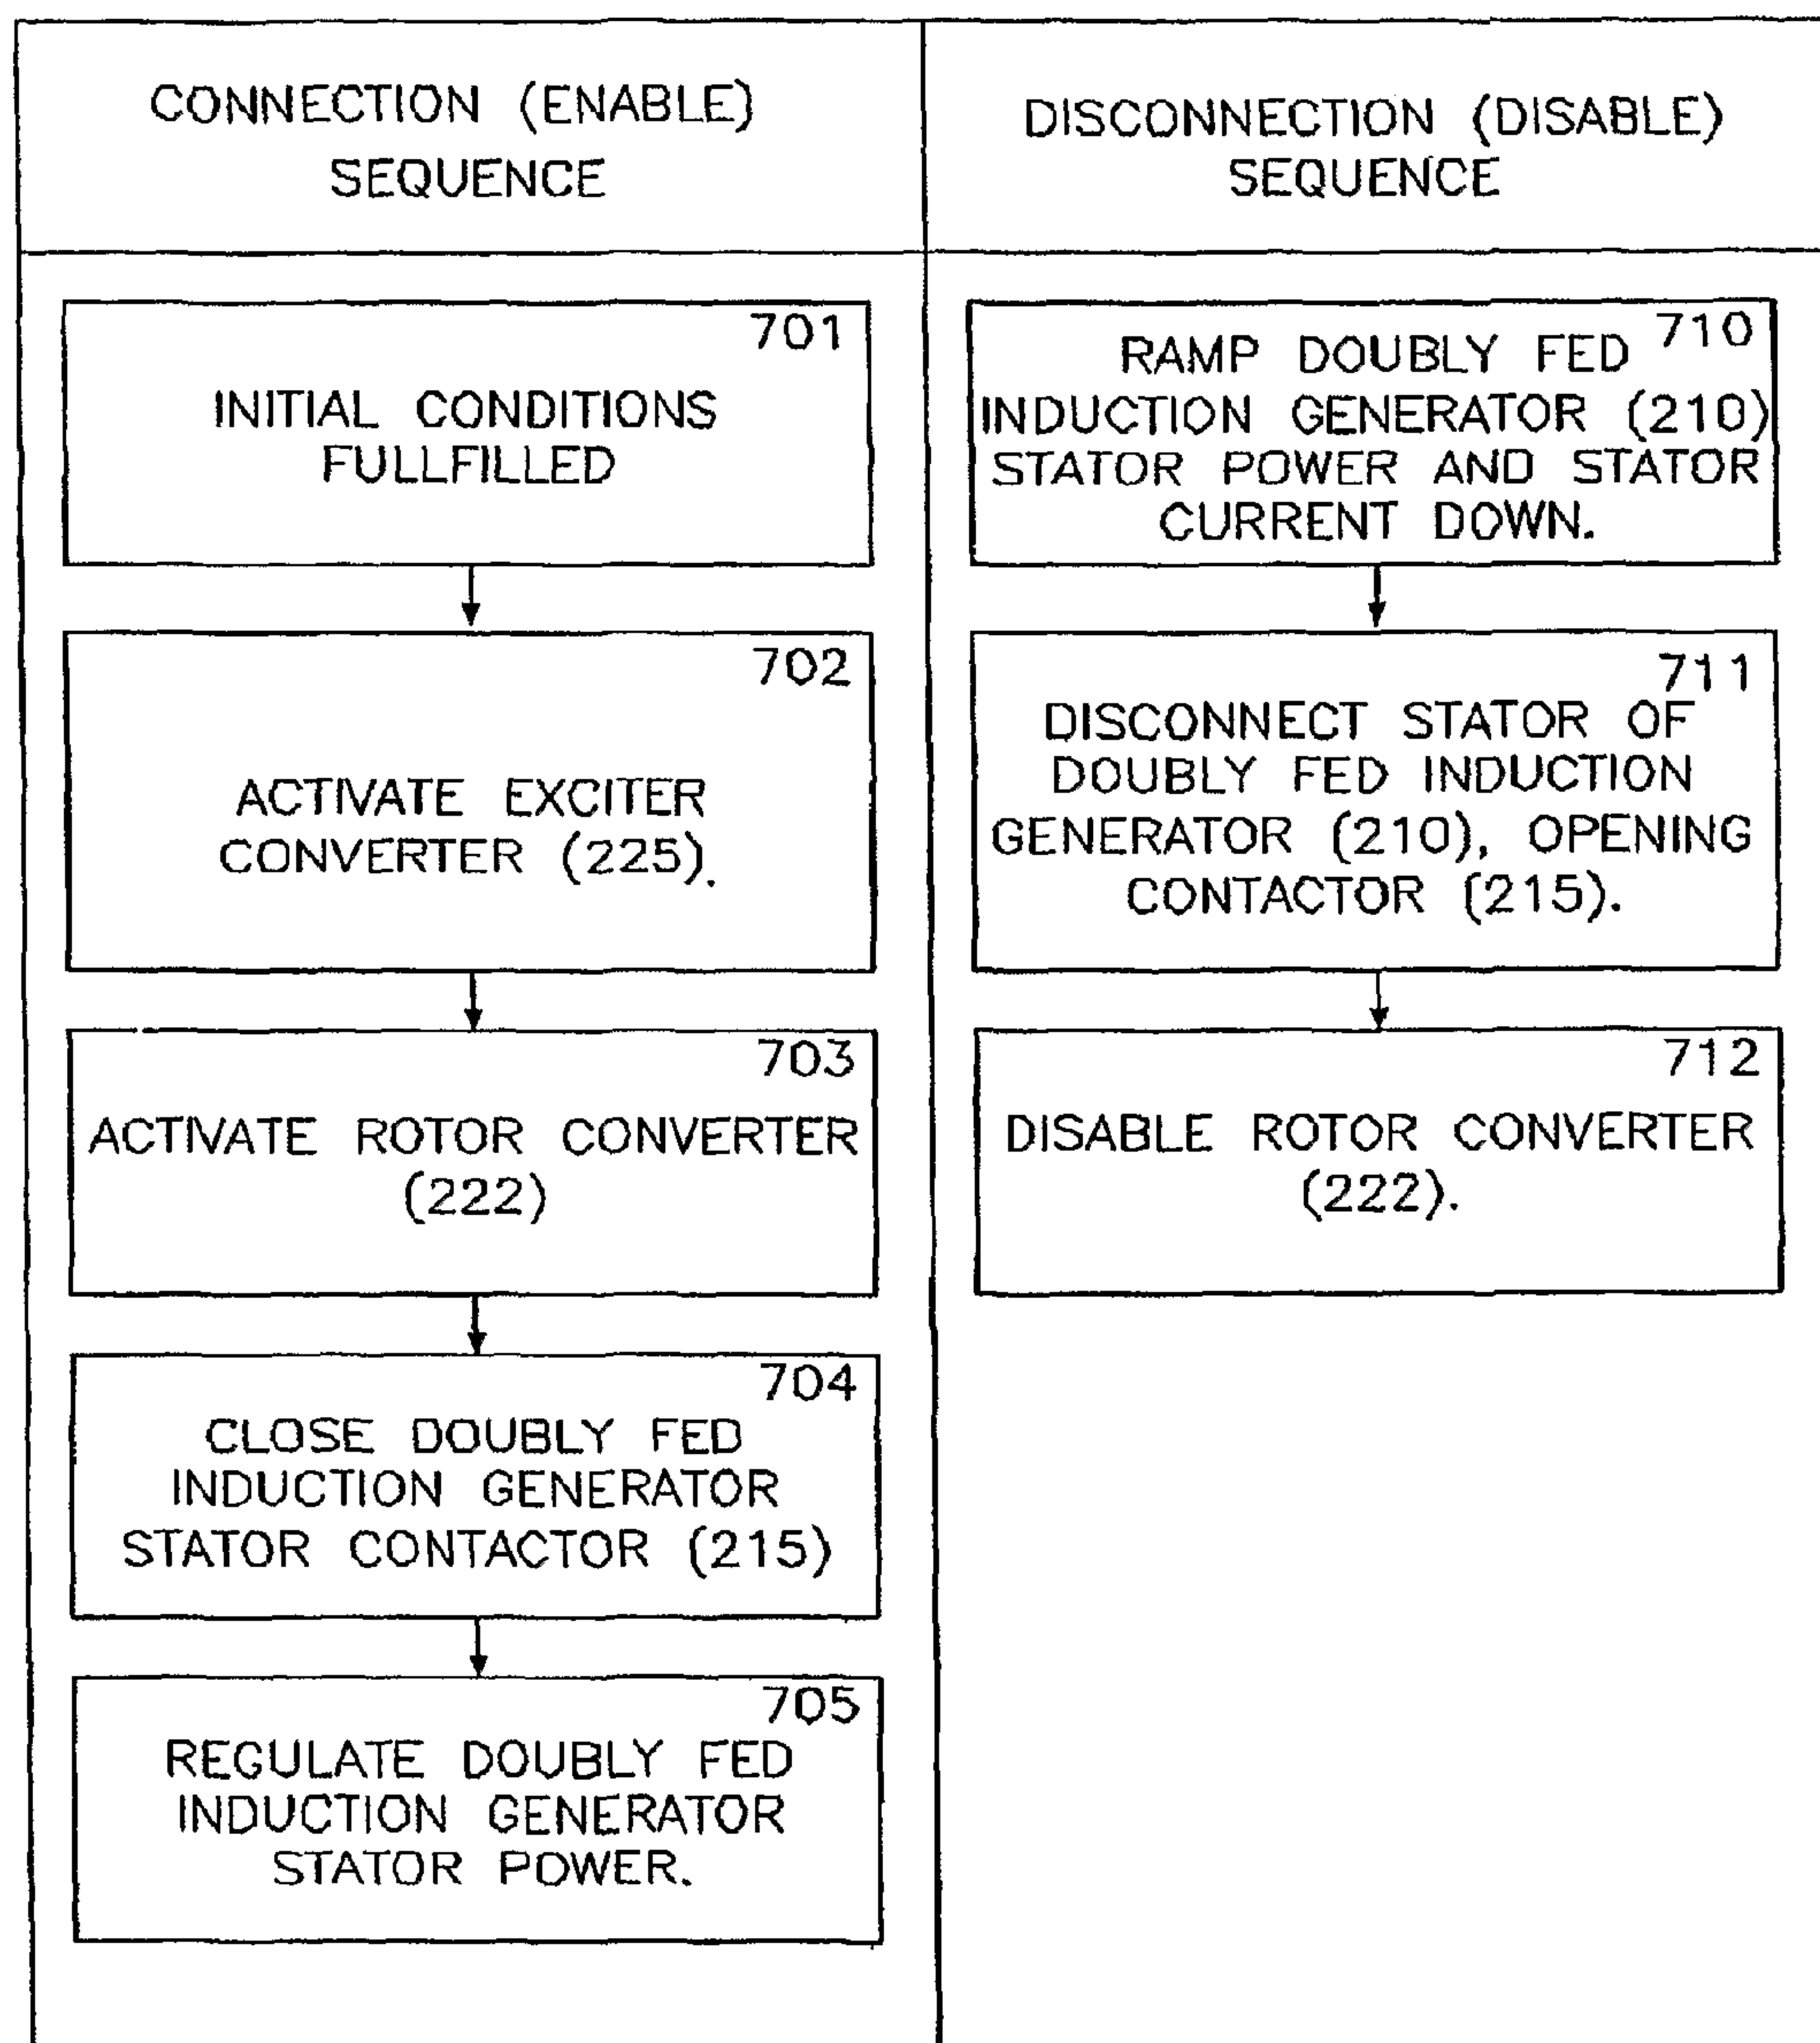 CONNECTION (ENABLE)
SEQUENCE
701
INITIAL CONDITIONS
FULLFILLED
702
ACTIVATE EXCITER
CONVERTER (225).
703
ACTIVATE ROTOR CONVERTER
(222)
704
CLOSE DOUBLY FED
INDUCTION GENERATOR
STATOR CONTACTOR (215)
705
REGULATE DOUBLY FED
INDUCTION GENERATOR
STATOR POWER.
DISCONNECTION (DISABLE)
SEQUENCE
710
RAMP DOUBLY FED
INDUCTION GENERATOR (210)
STATOR POWER AND STATOR
CURRENT DOWN.
711
DISCONNECT STATOR OF
DOUBLY FED INDUCTION
GENERATOR (210), OPENING
CONTACTOR (215).
712
DISABLE ROTOR CONVERTER
(222).